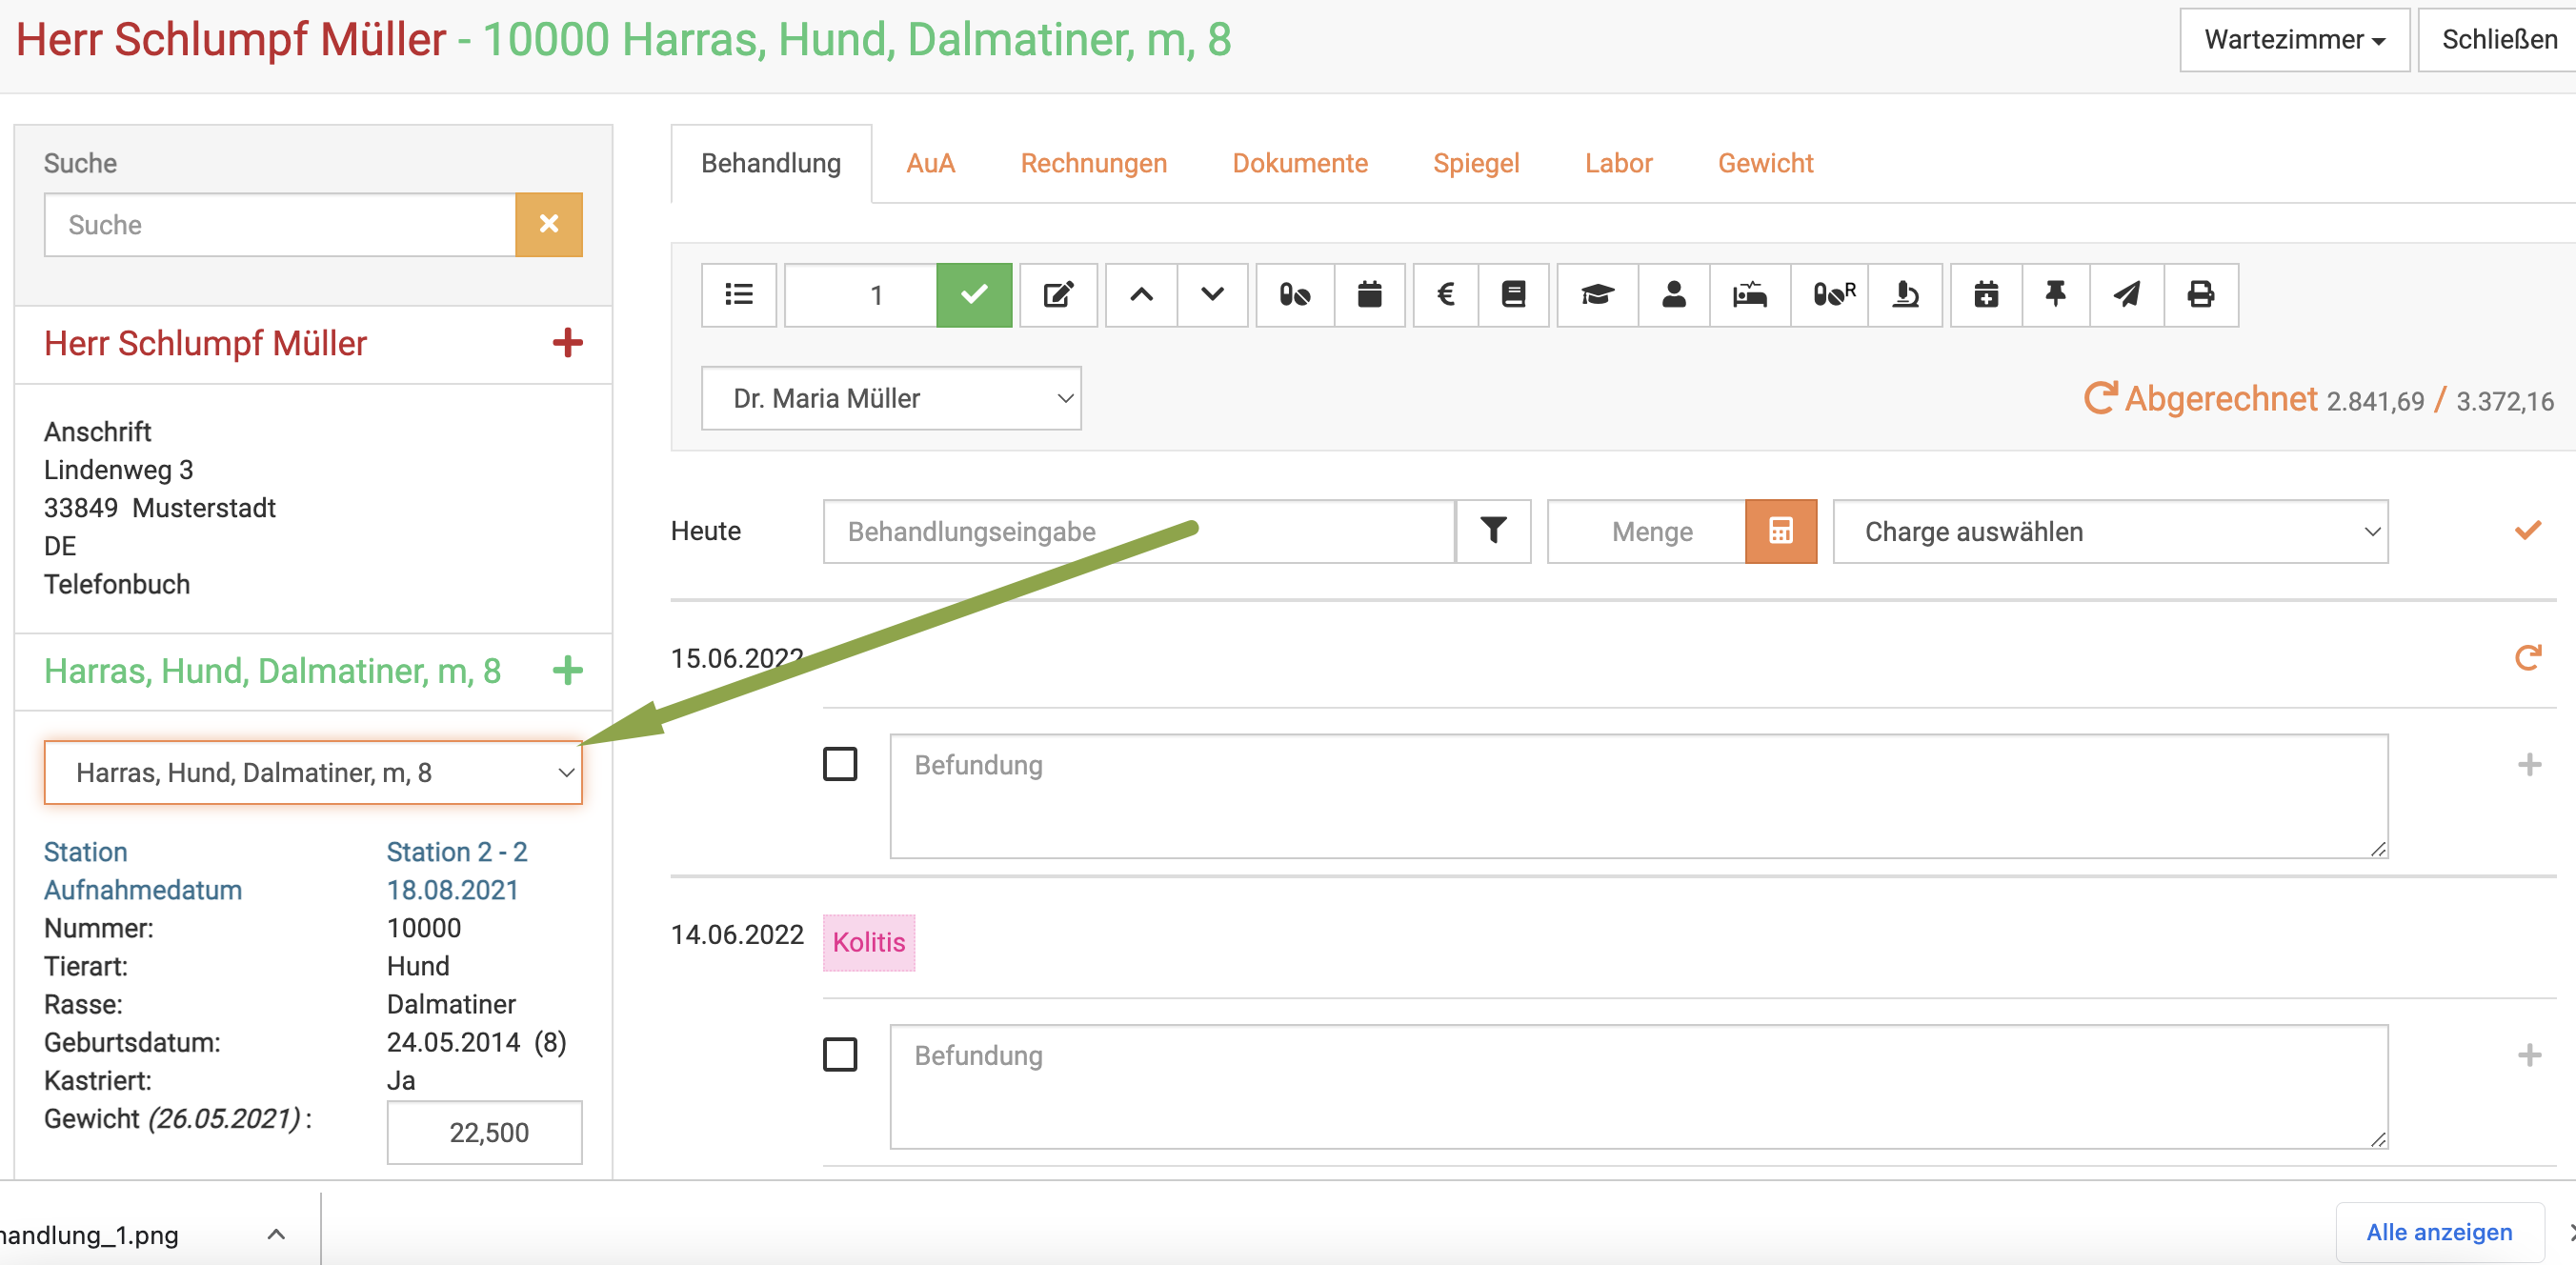 Herr Schlumpf Müller - 10000 Harras, Hund, Dalmatiner, m, 8
Wartezimmer
Schließen
Suche
Suche
Herr Schlumpf Müller
Anschrift
Lindenweg 3
33849 Musterstadt
DE
Telefonbuch
Harras, Hund, Dalmatiner, m, 8
Harras, Hund, Dalmatiner, m, 8
Station Station 2 - 2
Aufnahmedatum 18.08.2021
Nummer: 10000
Tierart: Hund
Rasse: Dalmatiner
Geburtsdatum: 24.05.2014 (8)
Kastriert: Ja
Gewicht (26.05.2021) : 22,500
Behandlung AuA Rechnungen Dokumente Spiegel Labor Gewicht
1
€
R
Dr. Maria Müller
Abgerechnet 2.841,69 / 3.372,16
Heute Behandlungseingabe Menge Charge auswählen
15.06.2022
Befundung
14.06.2022 Kolitis
Befundung
handlung_1.png
Alle anzeigen